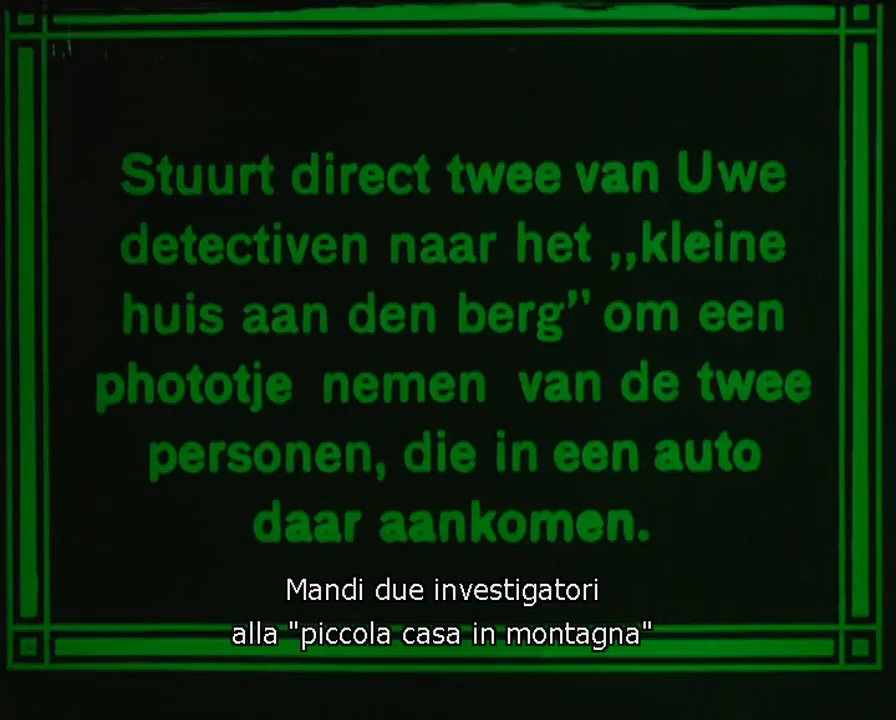 Stuurt direct twee van Uwe
detectiven naar het „kleine
huis aan den berg” om een
phototje nemen van de twee
personen, die in een auto
daar aankomen.
Mandi due investigatori
alla "piccola casa in montagna"